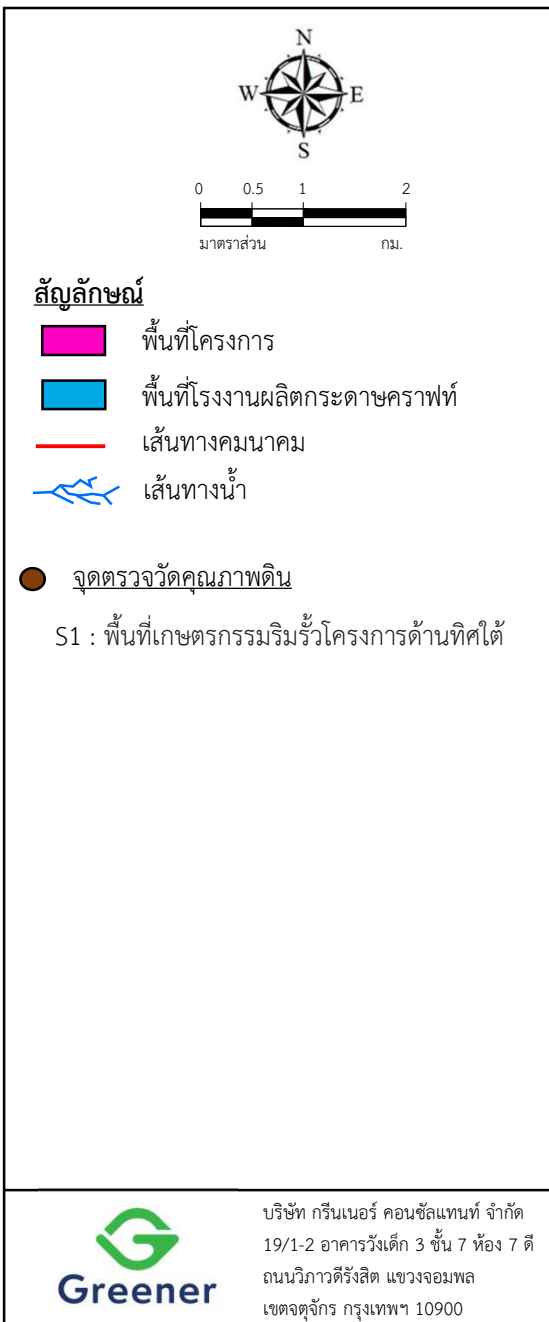 N
W E
S
0 0.5 1 2
มาตราส่วน กม.
สัญลักษณ์
พื้นที่โครงการ
พื้นที่โรงงานผลิตกระดาษคราฟท์
เส้นทางคมนาคม
เส้นทางน้ำ
จุดตรวจวัดคุณภาพดิน
S1 : พื้นที่เกษตรกรรมริมรั้วโครงการด้านทิศใต้
Greener
บริษัท กรีนเนอร์ คอนซัลแทนท์ จำกัด
19/1-2 อาคารวังเด็ก 3 ชั้น 7 ห้อง 7 ดี
ถนนวิภาวดีรังสิต แขวงจอมพล
เขตจตุจักร กรุงเทพฯ 10900